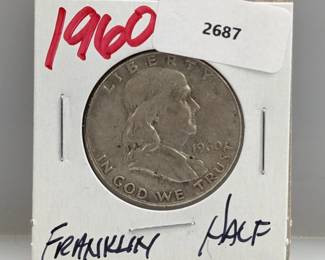 1960
2687
LIBERTY
1960
IN GOD WE TRUST
FRANKLIN HALF